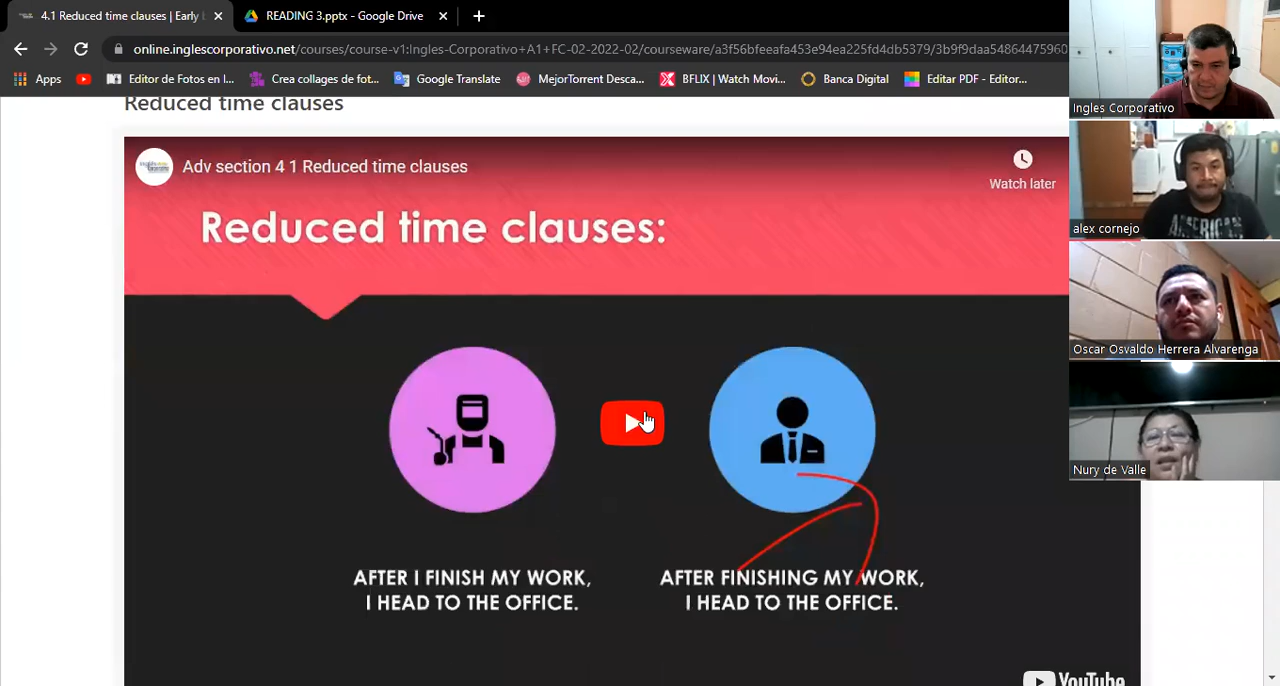 4.1 Reduced time clauses | Early
READING 3.pptx - Google Drive
online.inglescorporativo.net/courses/course-v1:Ingles-Corporativo+A1+FC-02-2022-02/courseware/a3f56bfeeafa453e94ea225fd4db5379/3b9f9daa54864475960
Apps
Editor de Fotos en l...
Crea collages de fot...
Google Translate
MejorTorrent Desca...
BFLIX | Watch Movi...
Banca Digital
Editar PDF - Editor...
Reduced time clauses
Adv section 4 1 Reduced time clauses
Watch later
Reduced time clauses:
AFTER I FINISH MY WORK,
I HEAD TO THE OFFICE.
AFTER FINISHING MY WORK,
I HEAD TO THE OFFICE.
YouTube
Ingles Corporativo
alex cornejo
AMERICAN
Oscar Osvaldo Herrera Alvarenga
Nury de Valle